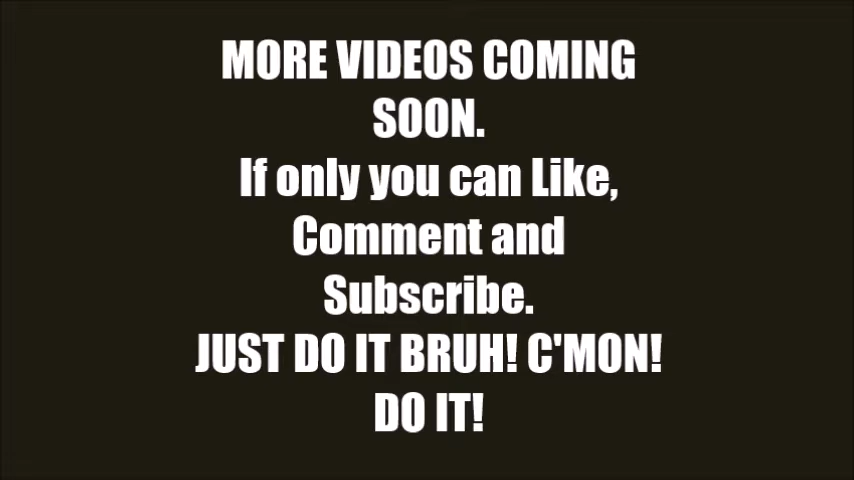 MORE VIDEOS COMING
SOON.
If only you can Like,
Comment and
Subscribe.
JUST DO IT BRUH! C'MON!
DO IT!